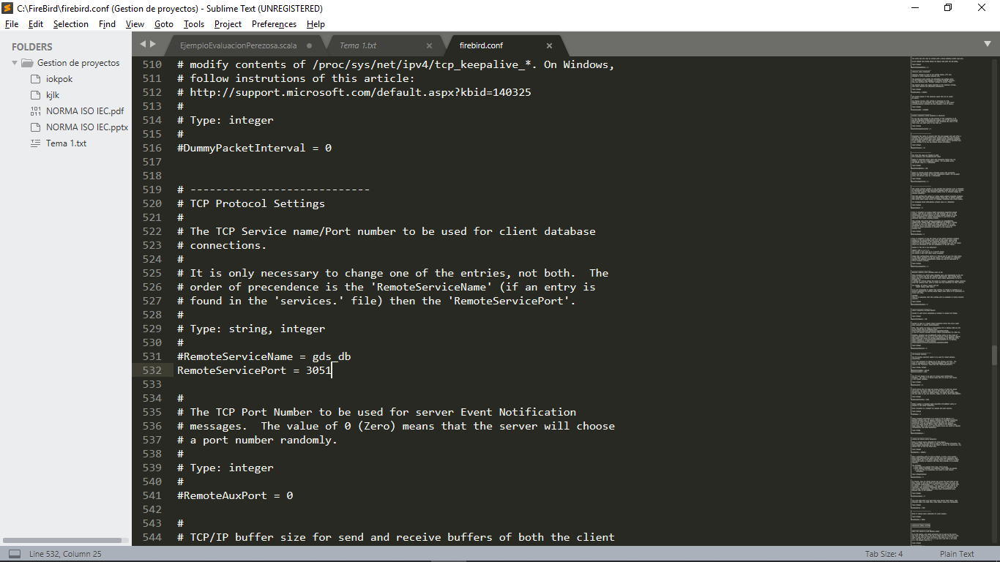 C:\FireBird\firebird.conf (Gestion de proyectos) - Sublime Text (UNREGISTERED)
File Edit Selection Find View Goto Tools Project Preferences Help
FOLDERS
Gestion de proyectos
iokpok
kjlk
NORMA ISO IEC.pdf
NORMA ISO IEC.pptx
Tema 1.txt
EjemploEvaluacionPerezosa.scala Tema 1.txt firebird.conf
510 # modify contents of /proc/sys/net/ipv4/tcp_keepalive_*. On Windows,
511 # follow instrutions of this article:
512 # http://support.microsoft.com/default.aspx?kbid=140325
513 #
514 # Type: integer
515 #
516 #DummyPacketInterval = 0
517
518
519 # ----------------------------
520 # TCP Protocol Settings
521 #
522 # The TCP Service name/Port number to be used for client database
523 # connections.
524 #
525 # It is only necessary to change one of the entries, not both.  The
526 # order of precendence is the 'RemoteServiceName' (if an entry is
527 # found in the 'services.' file) then the 'RemoteServicePort'.
528 #
529 # Type: string, integer
530 #
531 #RemoteServiceName = gds_db
532 RemoteServicePort = 3051
533
534 #
535 # The TCP Port Number to be used for server Event Notification
536 # messages.  The value of 0 (Zero) means that the server will choose
537 # a port number randomly.
538 #
539 # Type: integer
540 #
541 #RemoteAuxPort = 0
542
543 #
544 # TCP/IP buffer size for send and receive buffers of both the client
Line 532, Column 25
Tab Size: 4 Plain Text